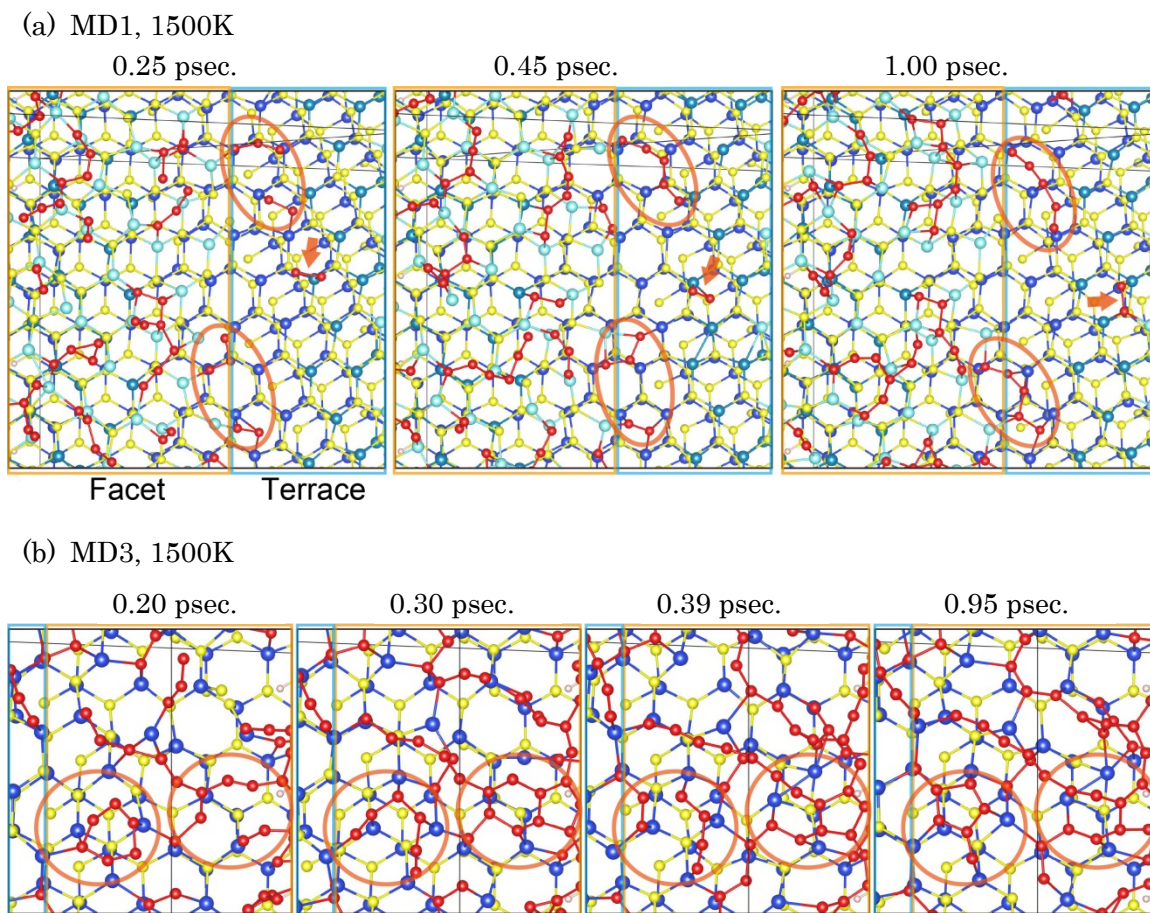 (a) MD1, 1500K
0.25 psec. 0.45 psec. 1.00 psec.
Facet Terrace
(b) MD3, 1500K
0.20 psec. 0.30 psec. 0.39 psec. 0.95 psec.